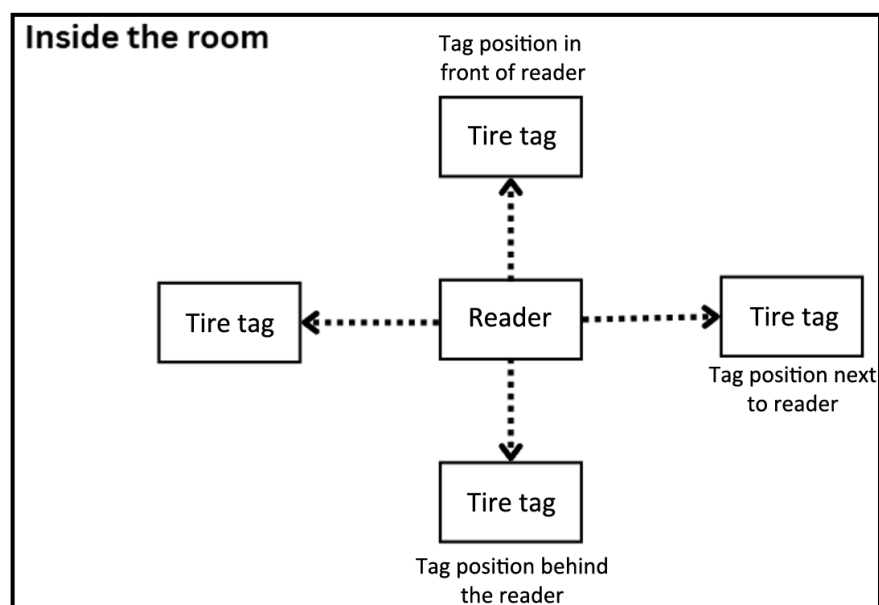 Inside the room
Tag position in
front of reader
Tire tag
Tire tag
Reader
Tire tag
Tag position next
to reader
Tire tag
Tag position behind
the reader